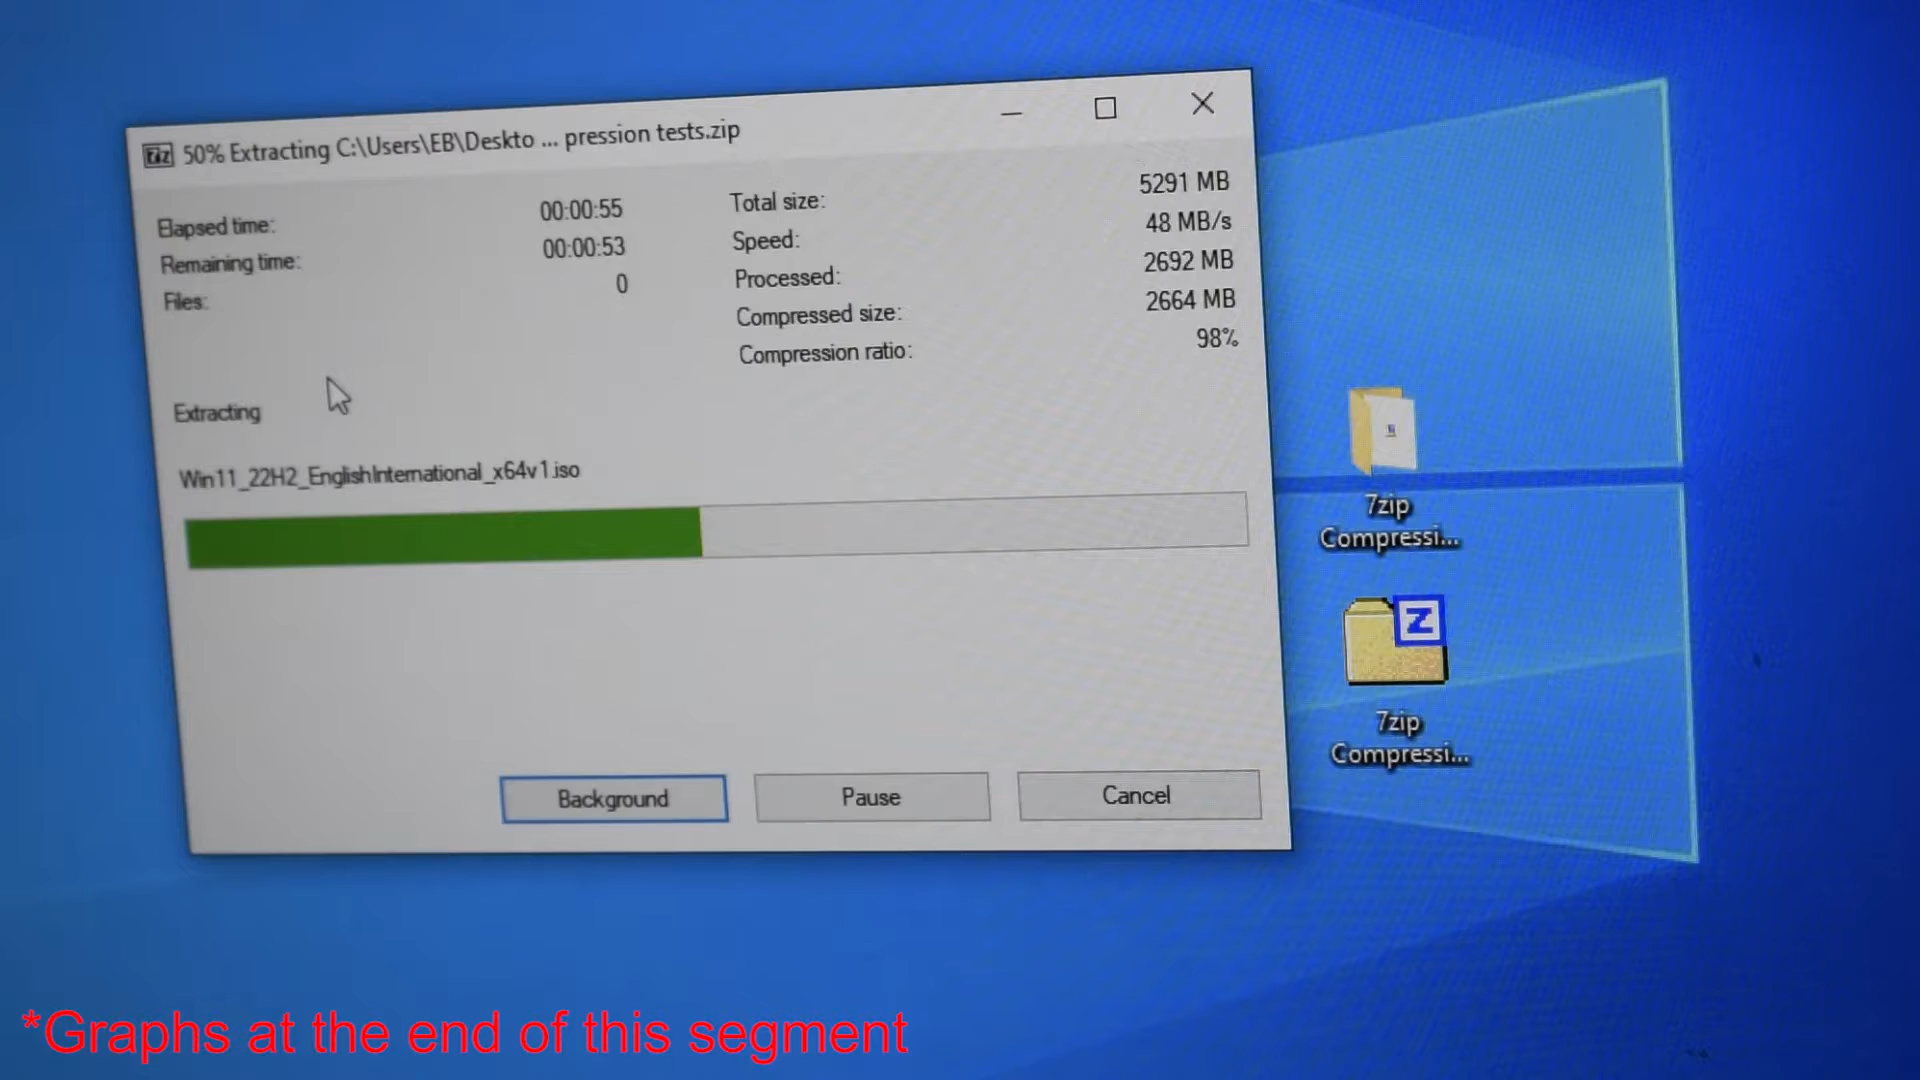 7z 50% Extracting C:\Users\EB\Deskto ... pression tests.zip
Elapsed time: 00:00:55
Remaining time: 00:00:53
Files: 0
Total size: 5291 MB
Speed: 48 MB/s
Processed: 2692 MB
Compressed size: 2664 MB
Compression ratio: 98%
Extracting
Win11_22H2_EnglishInternational_x64v1.iso
Background
Pause
Cancel
7zip
Compressi...
Z
7zip
Compressi...
*Graphs at the end of this segment